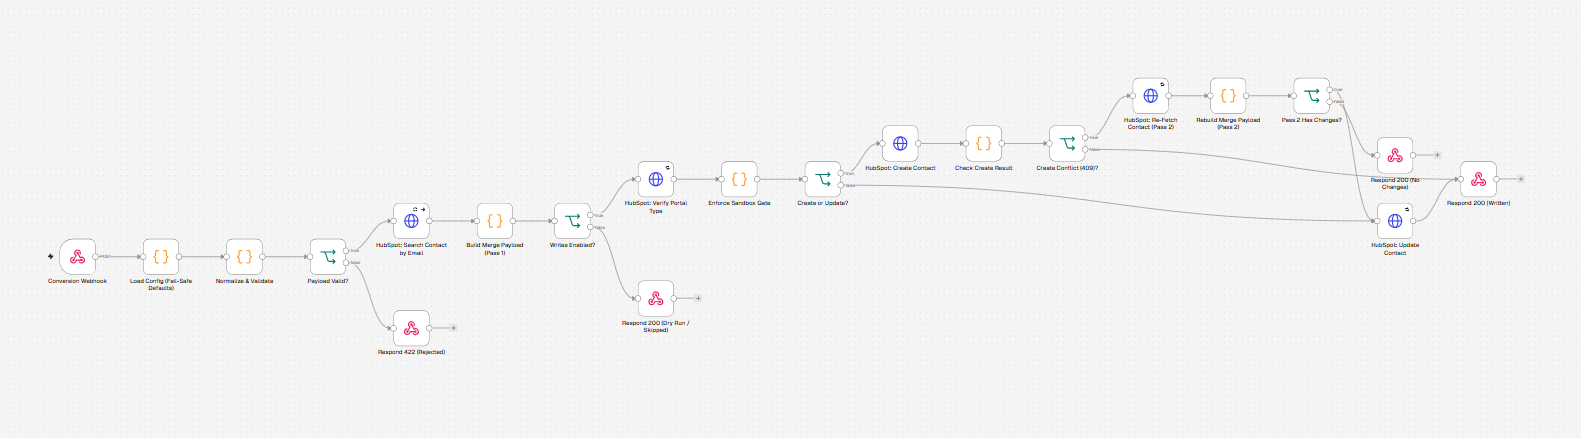 POST
Conversion Webhook
Load Config (Fail-Safe
Defaults)
Normalize & Validate
true
false
Payload Valid?
HubSpot: Search Contact
by Email
Respond 422 (Rejected)
Build Merge Payload
(Pass 1)
true
false
Writes Enabled?
HubSpot: Verify Portal
Type
Respond 200 (Dry Run /
Skipped)
Enforce Sandbox Gate
true
false
Create or Update?
HubSpot: Create Contact
Check Create Result
true
false
Create Conflict (409)?
HubSpot: Re-Fetch
Contact (Pass 2)
Rebuild Merge Payload
(Pass 2)
true
false
Pass 2 Has Changes?
Respond 200 (No
Changes)
HubSpot: Update
Contact
Respond 200 (Written)